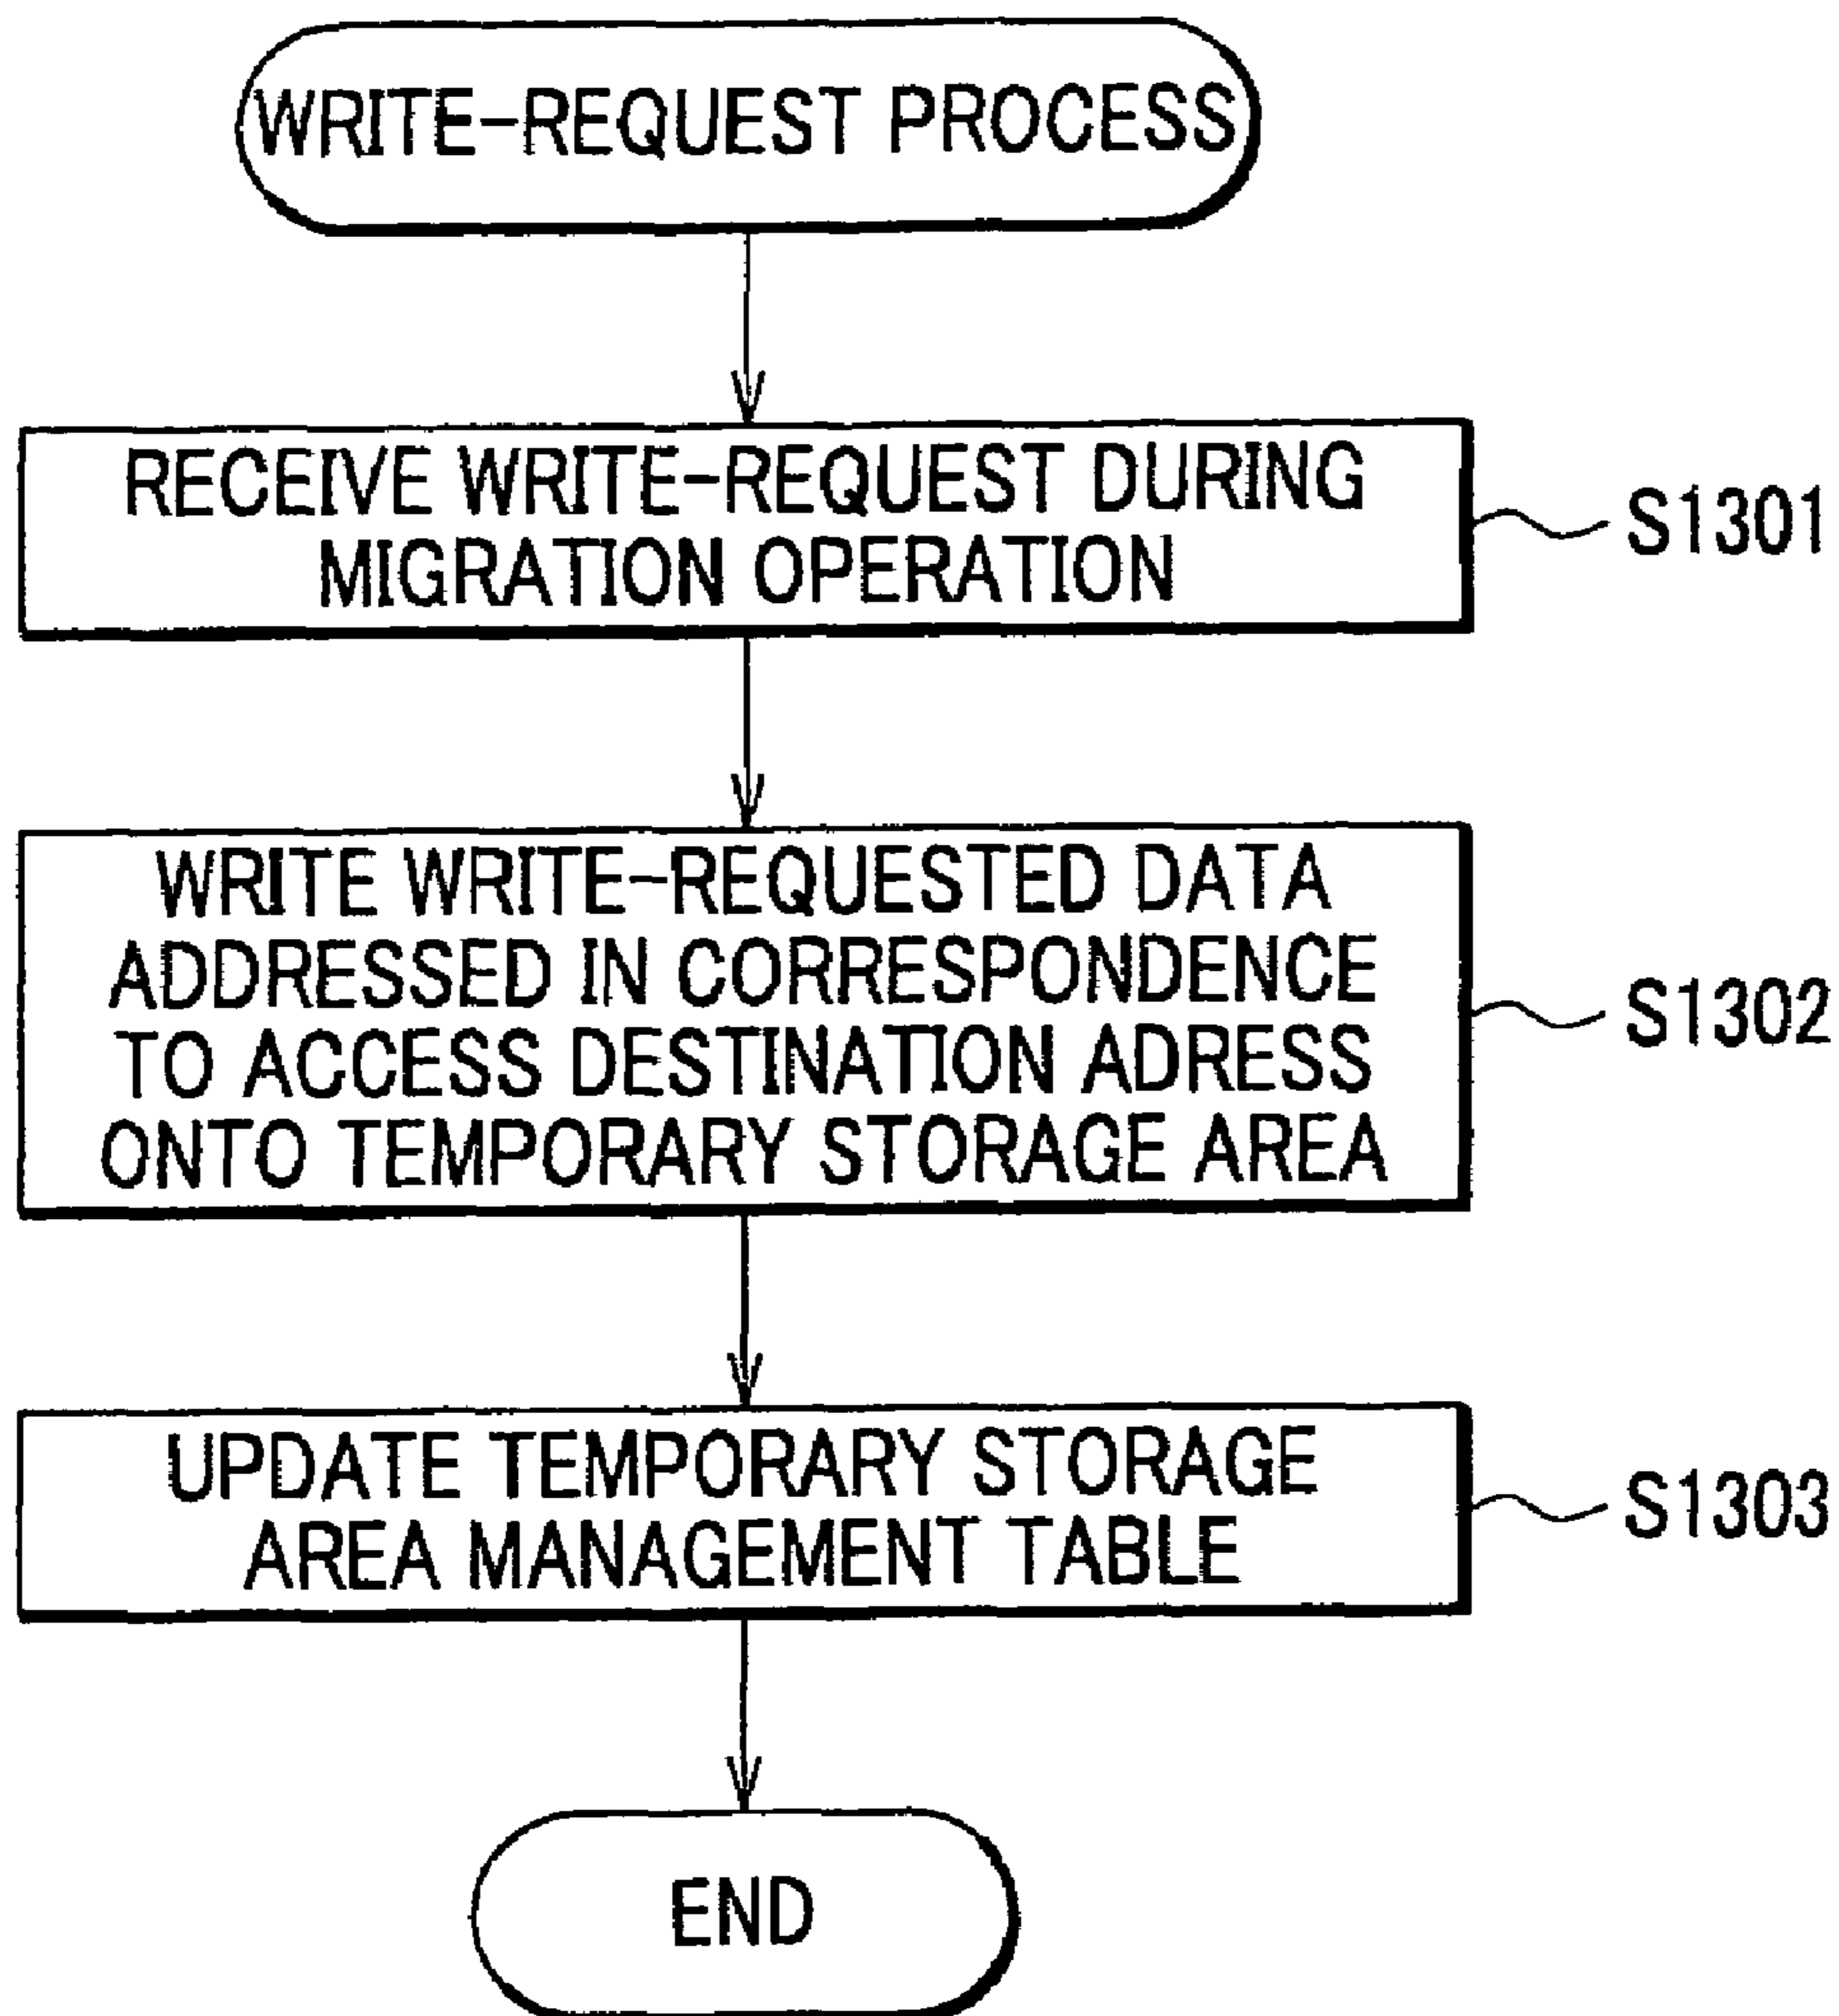 WRITE-REQUEST PROCESS
RECEIVE WRITE-REQUEST DURING
MIGRATION OPERATION
S1301
WRITE WRITE-REQUESTED DATA
ADDRESSED IN CORRESPONDENCE
TO ACCESS DESTINATION ADRESS
ONTO TEMPORARY STORAGE AREA
S1302
UPDATE TEMPORARY STORAGE
AREA MANAGEMENT TABLE
S1303
END